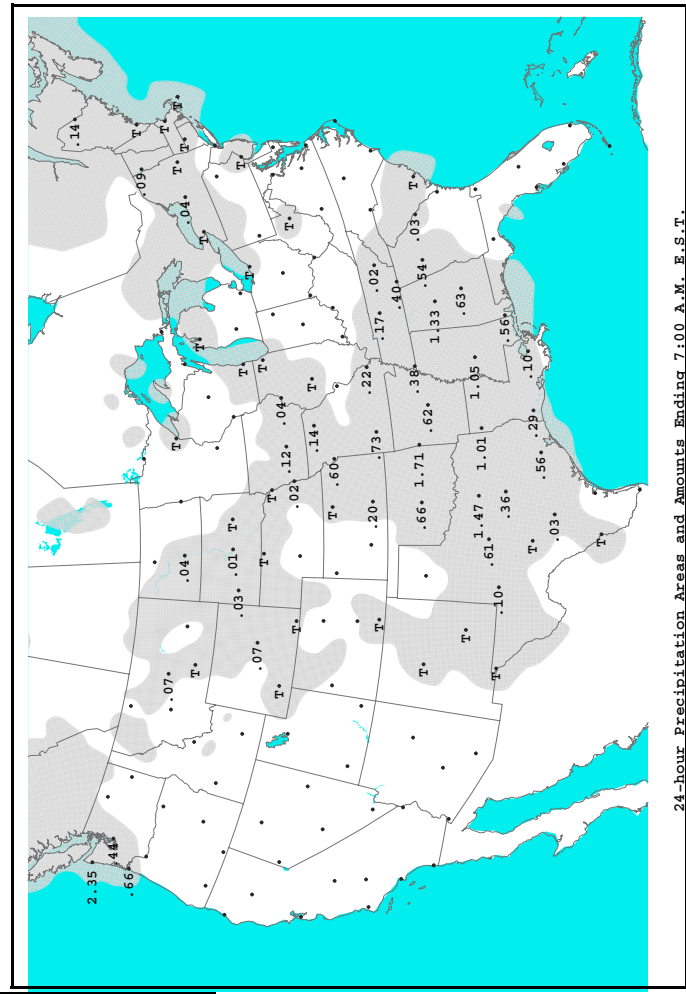 .14
2.35
.44
.66
T
.09
T
.07
T
T
T
.04
.04
T
T
T
T
.03
.01
T
T
T
T
.07
T
T
T
T
.04
.12
T
.02
T
.14
T
T
.60
.22
.20
.02
.73
T
.17
.40
T
.38
.03
1.71
.66
.54
T
.62
1.33
.63
T
1.05
1.47
1.01
.61
T
.10
.36
.56
.10
.29
T
.56
.03
T
24-hour Precipitation Areas and Amounts Ending 7:00 A.M. E.S.T.